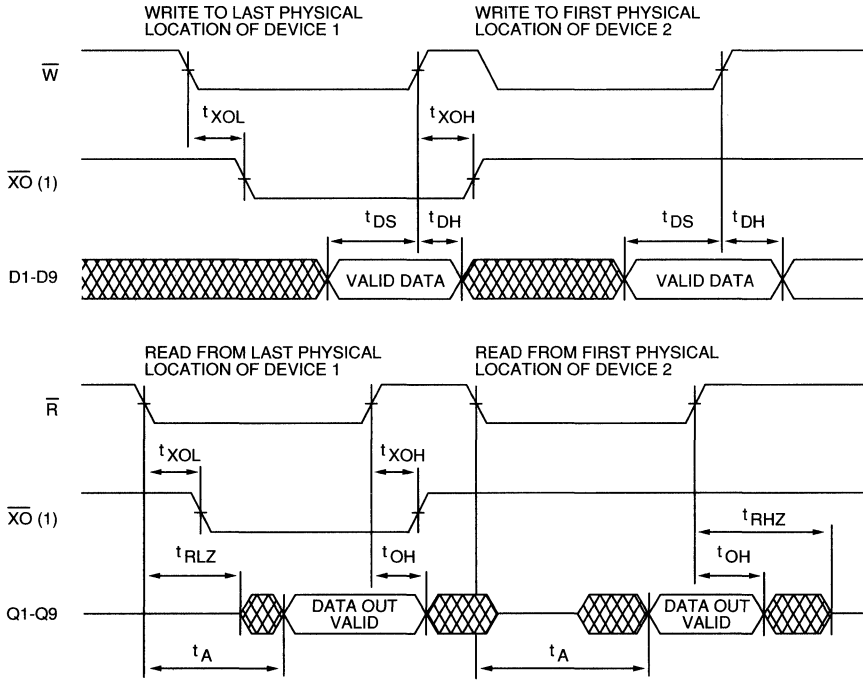 WRITE TO LAST PHYSICAL
LOCATION OF DEVICE 1
WRITE TO FIRST PHYSICAL
LOCATION OF DEVICE 2
W̅
tXOL
tXOH
X̅O̅ (1)
tDS
tDH
tDS
tDH
D1-D9
VALID DATA
VALID DATA
READ FROM LAST PHYSICAL
LOCATION OF DEVICE 1
READ FROM FIRST PHYSICAL
LOCATION OF DEVICE 2
R̅
tXOL
tXOH
X̅O̅ (1)
tRHZ
tRLZ
tOH
tOH
Q1-Q9
DATA OUT
VALID
DATA OUT
VALID
tA
tA